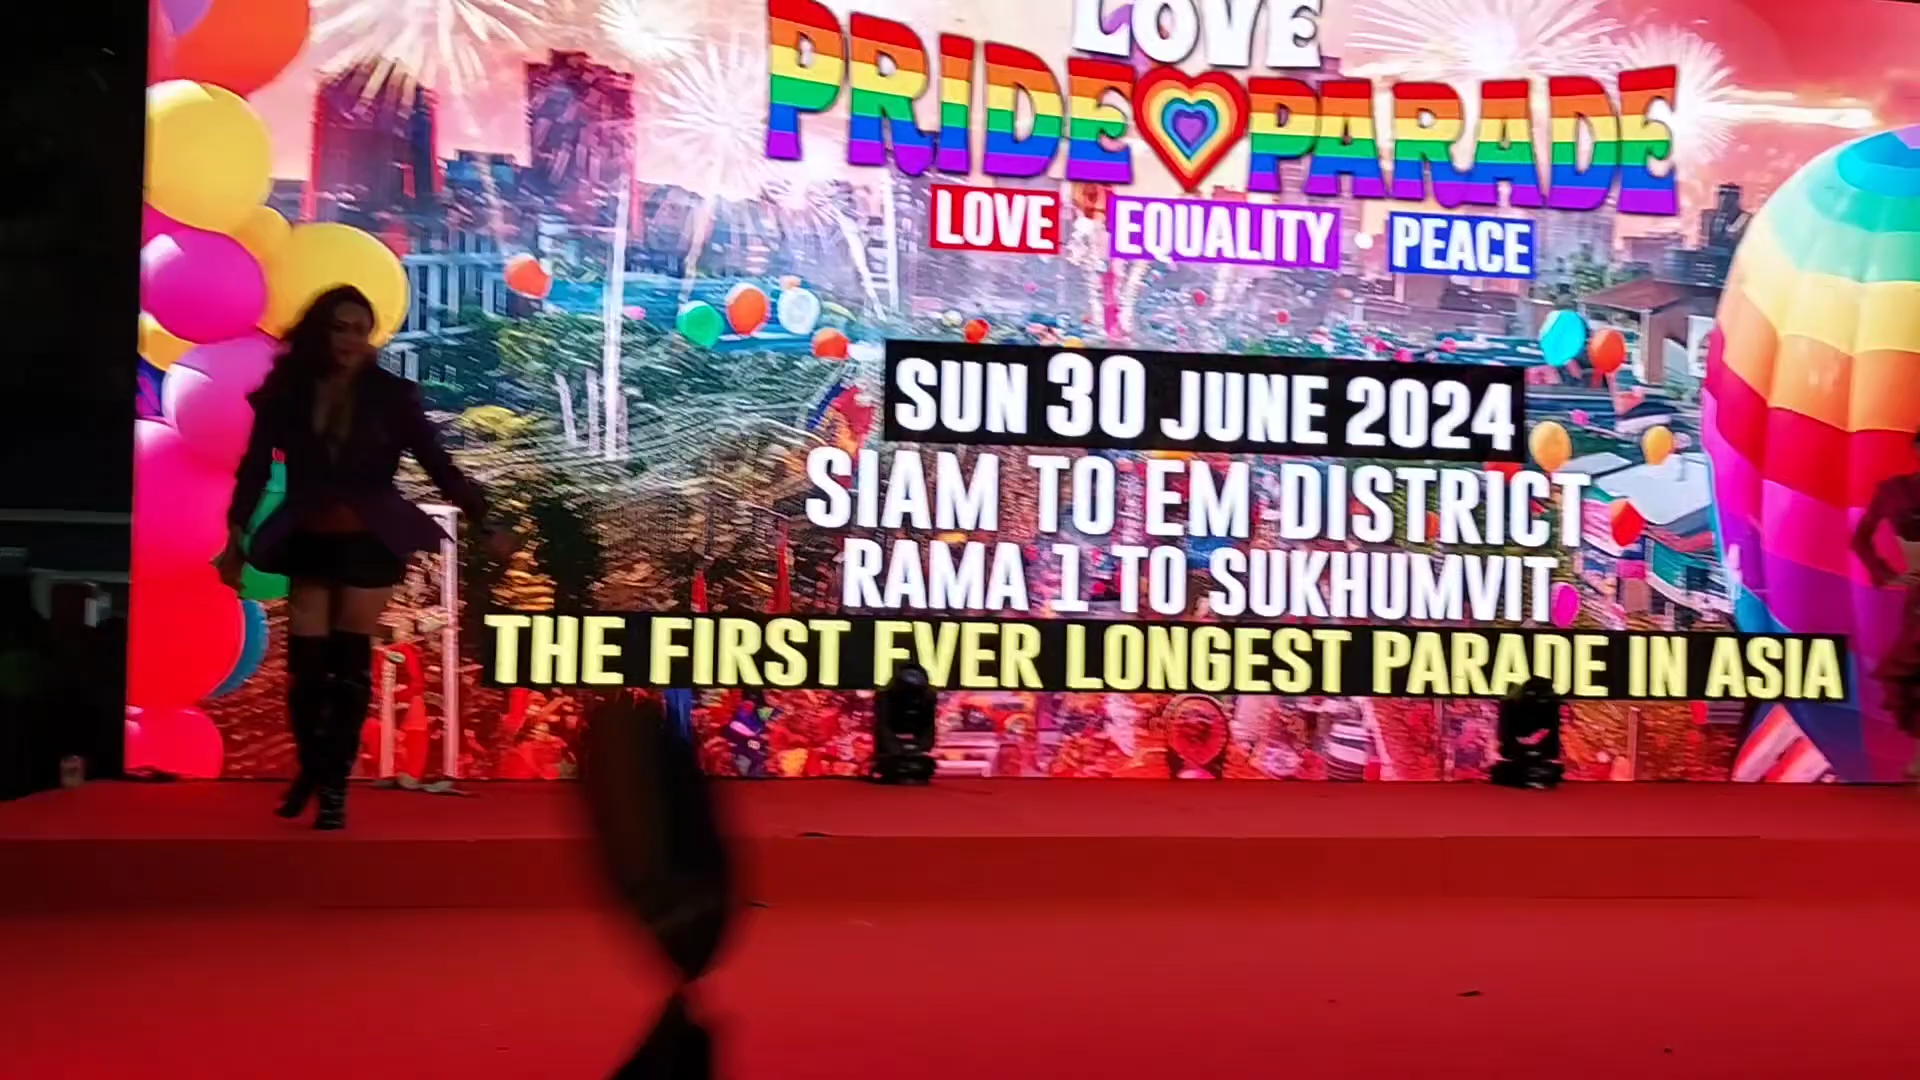 LOVE
PRIDE PARADE
LOVE EQUALITY PEACE
SUN 30 JUNE 2024
SIAM TO EM DISTRICT
RAMA 1 TO SUKHUMVIT
THE FIRST EVER LONGEST PARADE IN ASIA